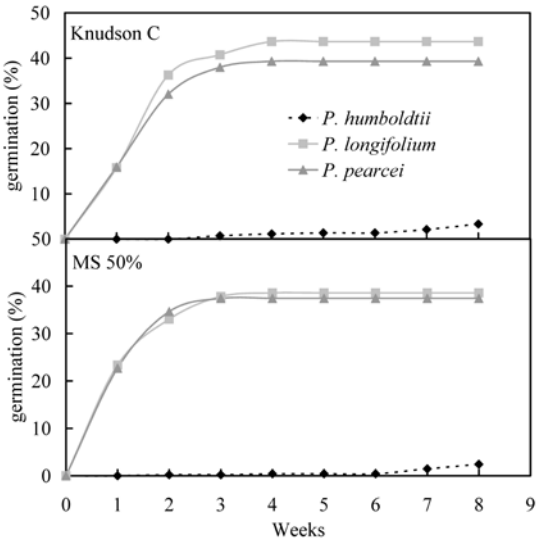 50
Knudson C
40
30
20
10
germination (%)
P. humboldtii
P. longifolium
P. pearcei
50
MS 50%
40
30
20
10
0
germination (%)
0 1 2 3 4 5 6 7 8 9
Weeks